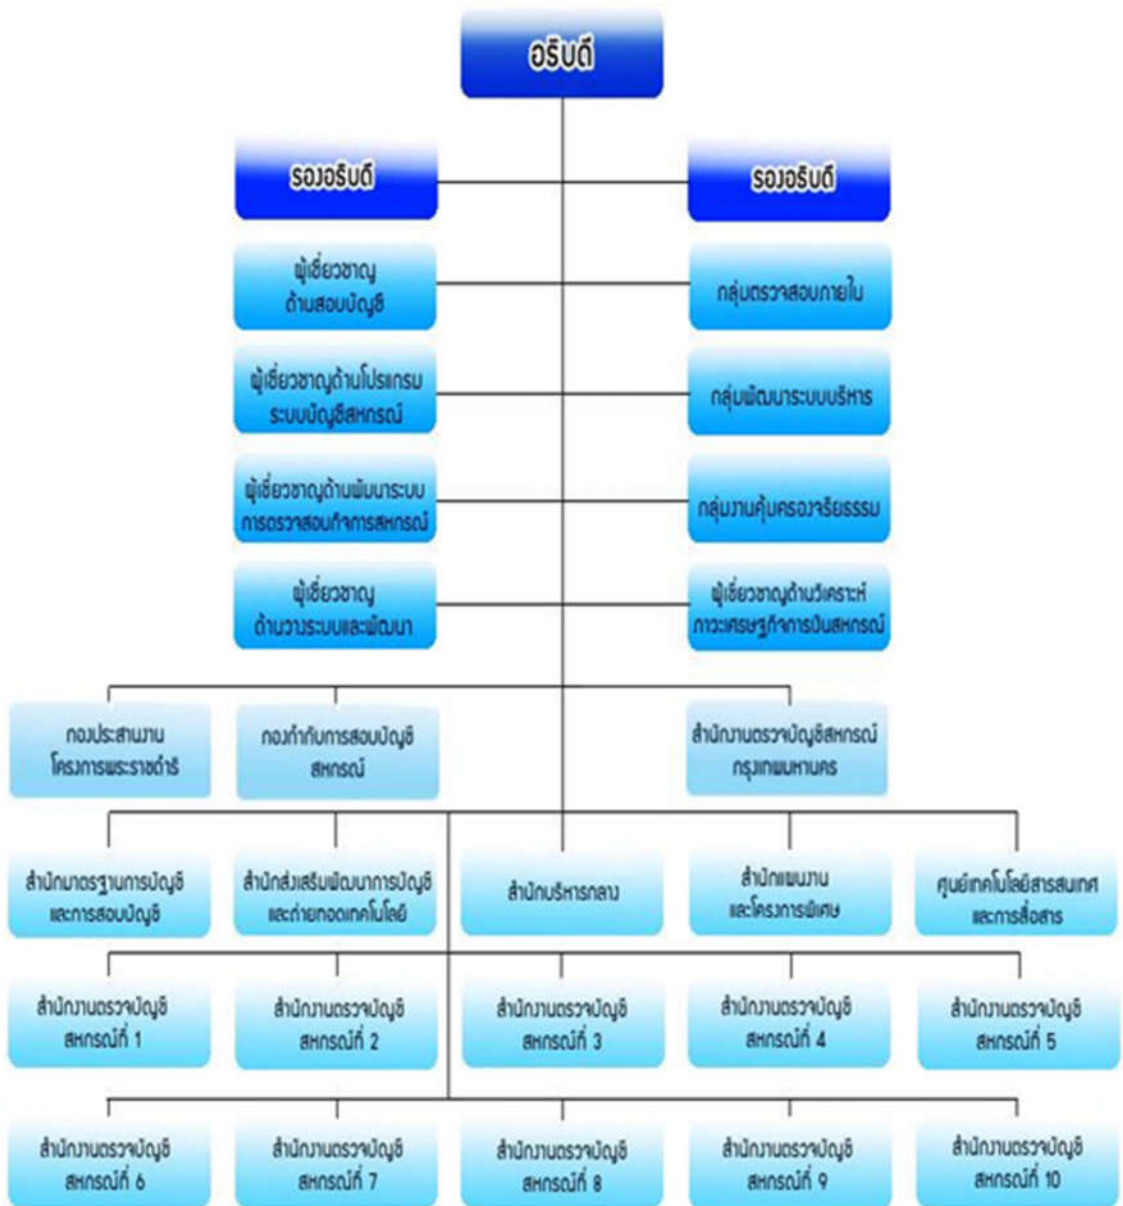 อธิบดี
รองอธิบดี
รองอธิบดี
ผู้เชี่ยวชาญ
ด้านสอบบัญชี
กลุ่มตรวจสอบภายใน
ผู้เชี่ยวชาญด้านโปรแกรม
ระบบบัญชีสหกรณ์
กลุ่มพัฒนาระบบบริหาร
ผู้เชี่ยวชาญด้านพัฒนาระบบ
การตรวจสอบกิจการสหกรณ์
กลุ่มงานคุ้มครองจริยธรรม
ผู้เชี่ยวชาญ
ด้านวางระบบและพัฒนา
ผู้เชี่ยวชาญด้านวิเคราะห์
ภาวะเศรษฐกิจการเงินสหกรณ์
กองประสานงาน
โครงการพระราชดำริ
กองกำกับการสอบบัญชี
สหกรณ์
สำนักงานตรวจบัญชีสหกรณ์
กรุงเทพมหานคร
สำนักมาตรฐานการบัญชี
และการสอบบัญชี
สำนักส่งเสริมพัฒนาการบัญชี
และถ่ายทอดเทคโนโลยี
สำนักบริหารกลาง
สำนักแผนงาน
และโครงการพิเศษ
ศูนย์เทคโนโลยีสารสนเทศ
และการสื่อสาร
สำนักงานตรวจบัญชี
สหกรณ์ที่ 1
สำนักงานตรวจบัญชี
สหกรณ์ที่ 2
สำนักงานตรวจบัญชี
สหกรณ์ที่ 3
สำนักงานตรวจบัญชี
สหกรณ์ที่ 4
สำนักงานตรวจบัญชี
สหกรณ์ที่ 5
สำนักงานตรวจบัญชี
สหกรณ์ที่ 6
สำนักงานตรวจบัญชี
สหกรณ์ที่ 7
สำนักงานตรวจบัญชี
สหกรณ์ที่ 8
สำนักงานตรวจบัญชี
สหกรณ์ที่ 9
สำนักงานตรวจบัญชี
สหกรณ์ที่ 10